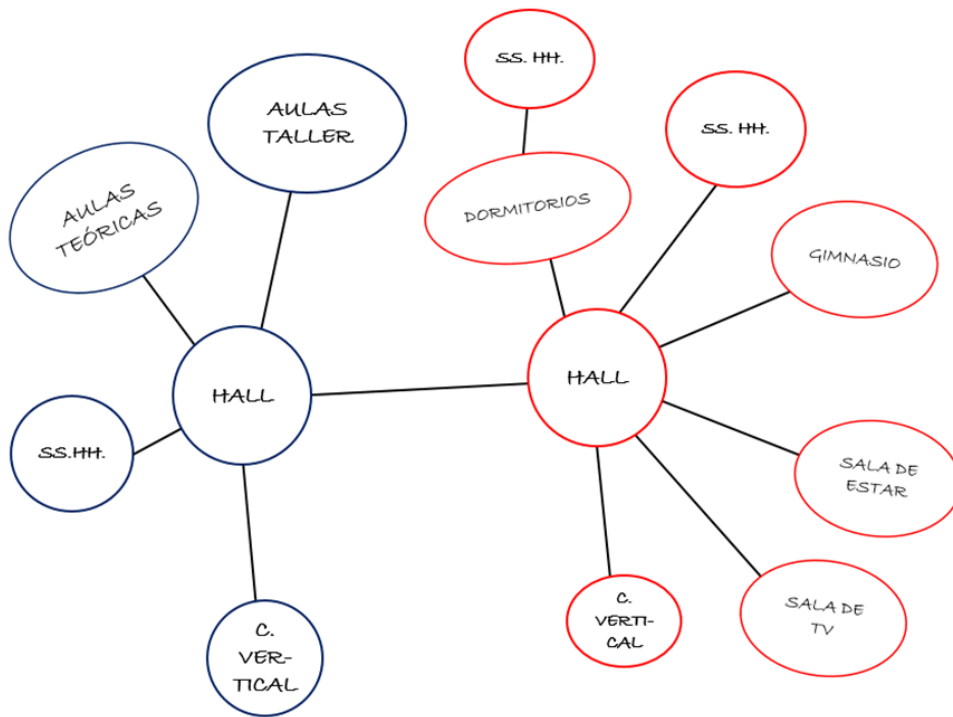 SS. HH.
AULAS
TALLER
SS. HH.
AULAS
TEÓRICAS
DORMITORIOS
GIMNASIO
HALL
HALL
SS.HH.
SALA DE
ESTAR
C.
VERTI-
CAL
SALA DE
TV
C.
VER-
TICAL